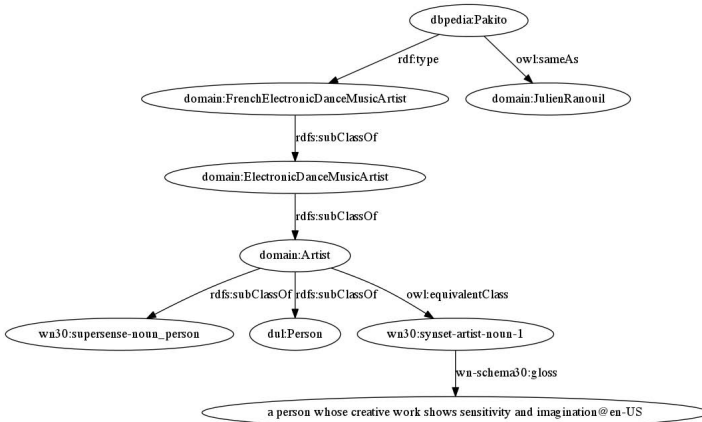 dbpedia:Pakito
rdf:type
owl:sameAs
domain:FrenchElectronicDanceMusicArtist
domain:JulienRanouil
rdfs:subClassOf
domain:ElectronicDanceMusicArtist
rdfs:subClassOf
domain:Artist
rdfs:subClassOf
rdfs:subClassOf
owl:equivalentClass
wn30:supersense-noun_person
dul:Person
wn30:synset-artist-noun-1
wn-schema30:gloss
a person whose creative work shows sensitivity and imagination@en-US